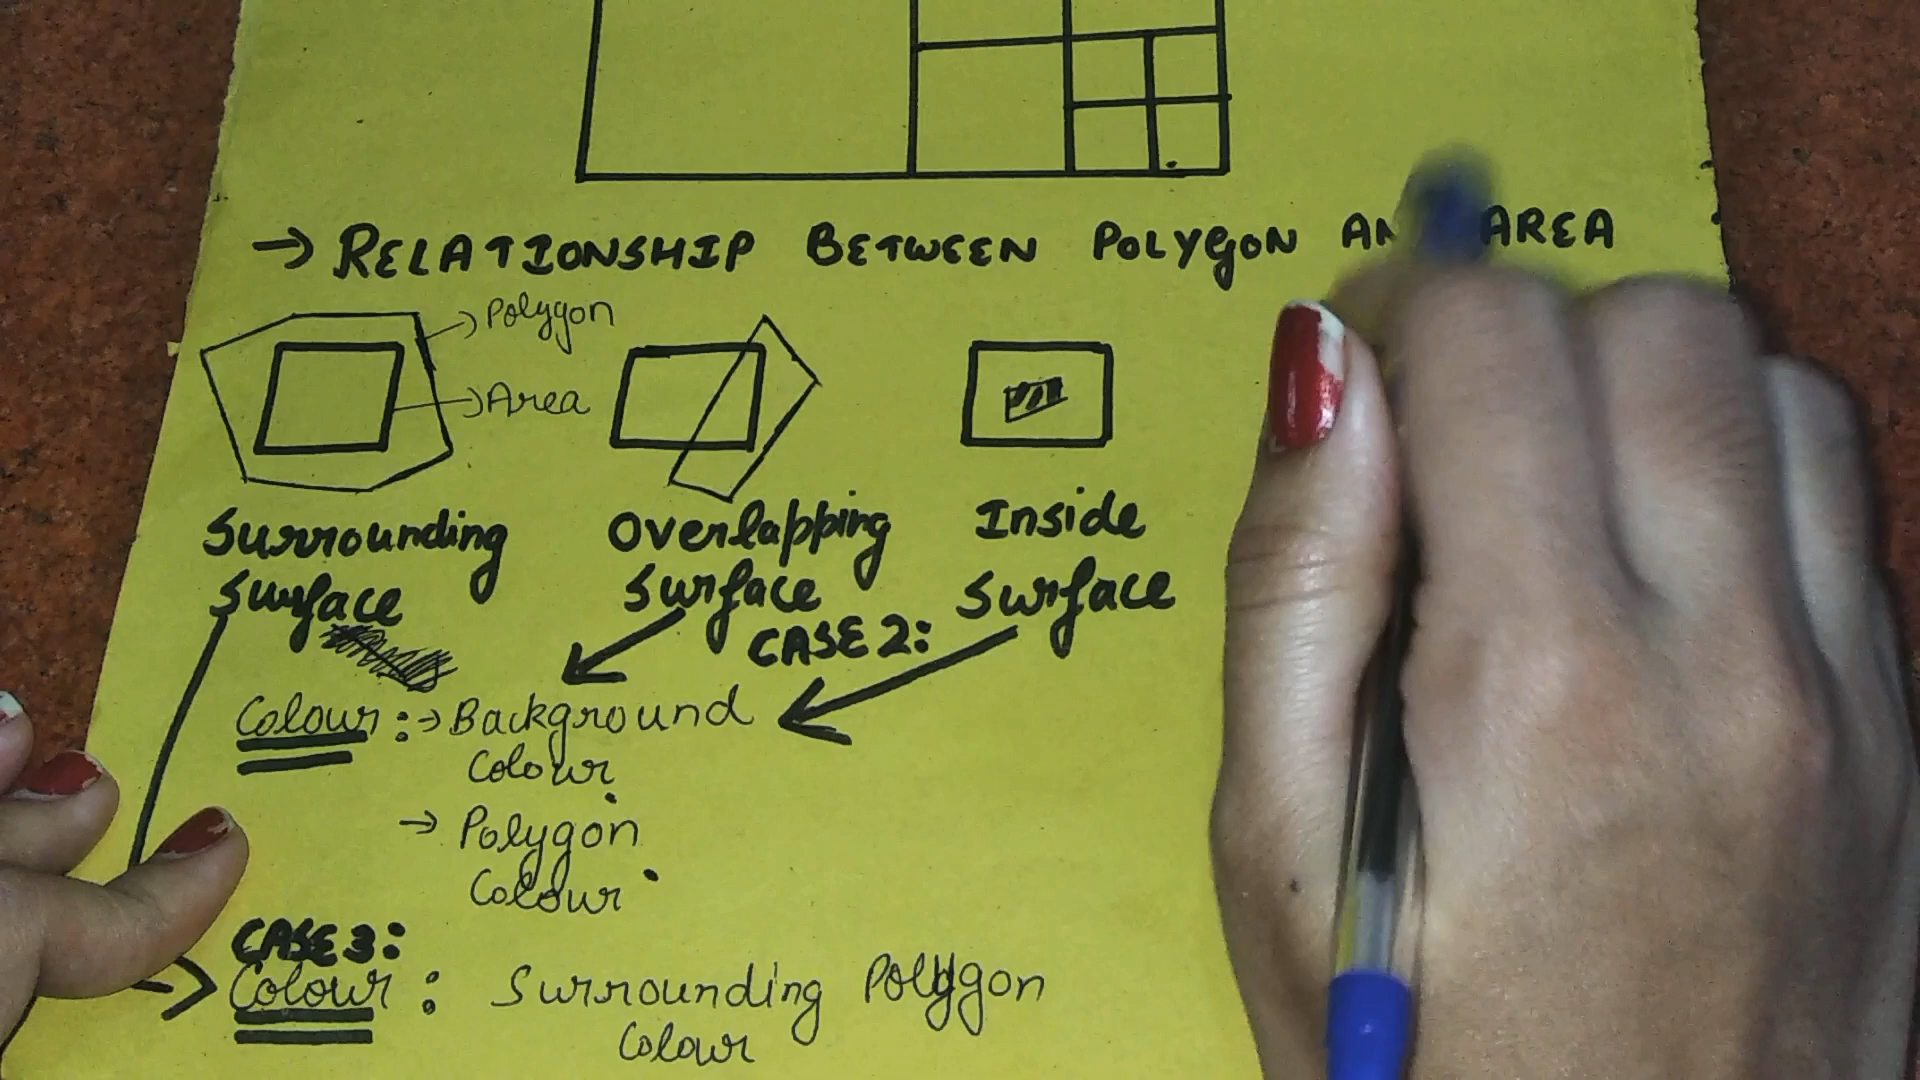 → RELATIONSHIP BETWEEN POLYGON AN AREA
→ Polygon
→ Area
Surrounding Surface
Overlapping Surface
Inside Surface
CASE 2:
Colour : → Background Colour
→ Polygon Colour
CASE 3:
Colour : Surrounding Polygon
Colour